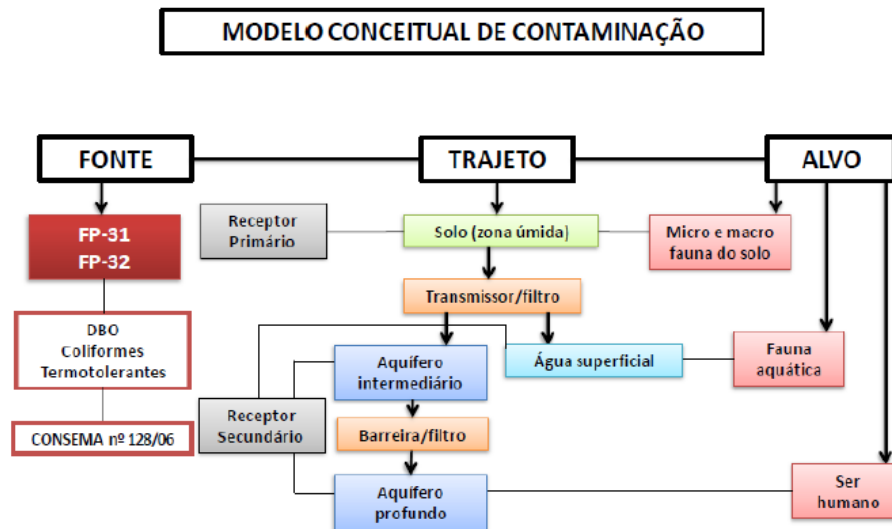 MODELO CONCEITUAL DE CONTAMINAÇÃO
FONTE
TRAJETO
ALVO
FP-31
FP-32
Receptor
Primário
Solo (zona úmida)
Micro e macro
fauna do solo
Transmissor/filtro
DBO
Coliformes
Termotolerantes
Aquífero
intermediário
Água superficial
Fauna
aquática
Receptor
Secundário
CONSEMA nº 128/06
Barreira/filtro
Aquífero
profundo
Ser
humano